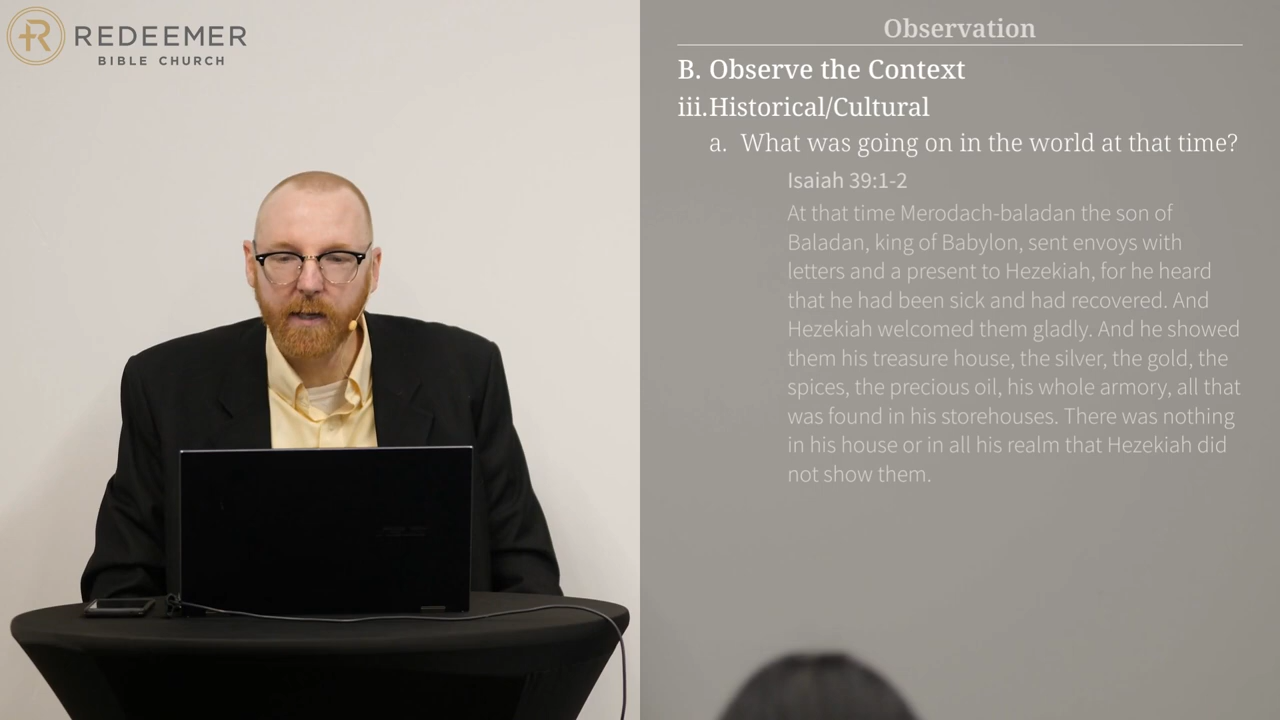 REDEEMER
BIBLE CHURCH
Observation
B. Observe the Context
iii.Historical/Cultural
a. What was going on in the world at that time?
Isaiah 39:1-2
At that time Merodach-baladan the son of
Baladan, king of Babylon, sent envoys with
letters and a present to Hezekiah, for he heard
that he had been sick and had recovered. And
Hezekiah welcomed them gladly. And he showed
them his treasure house, the silver, the gold, the
spices, the precious oil, his whole armory, all that
was found in his storehouses. There was nothing
in his house or in all his realm that Hezekiah did
not show them.